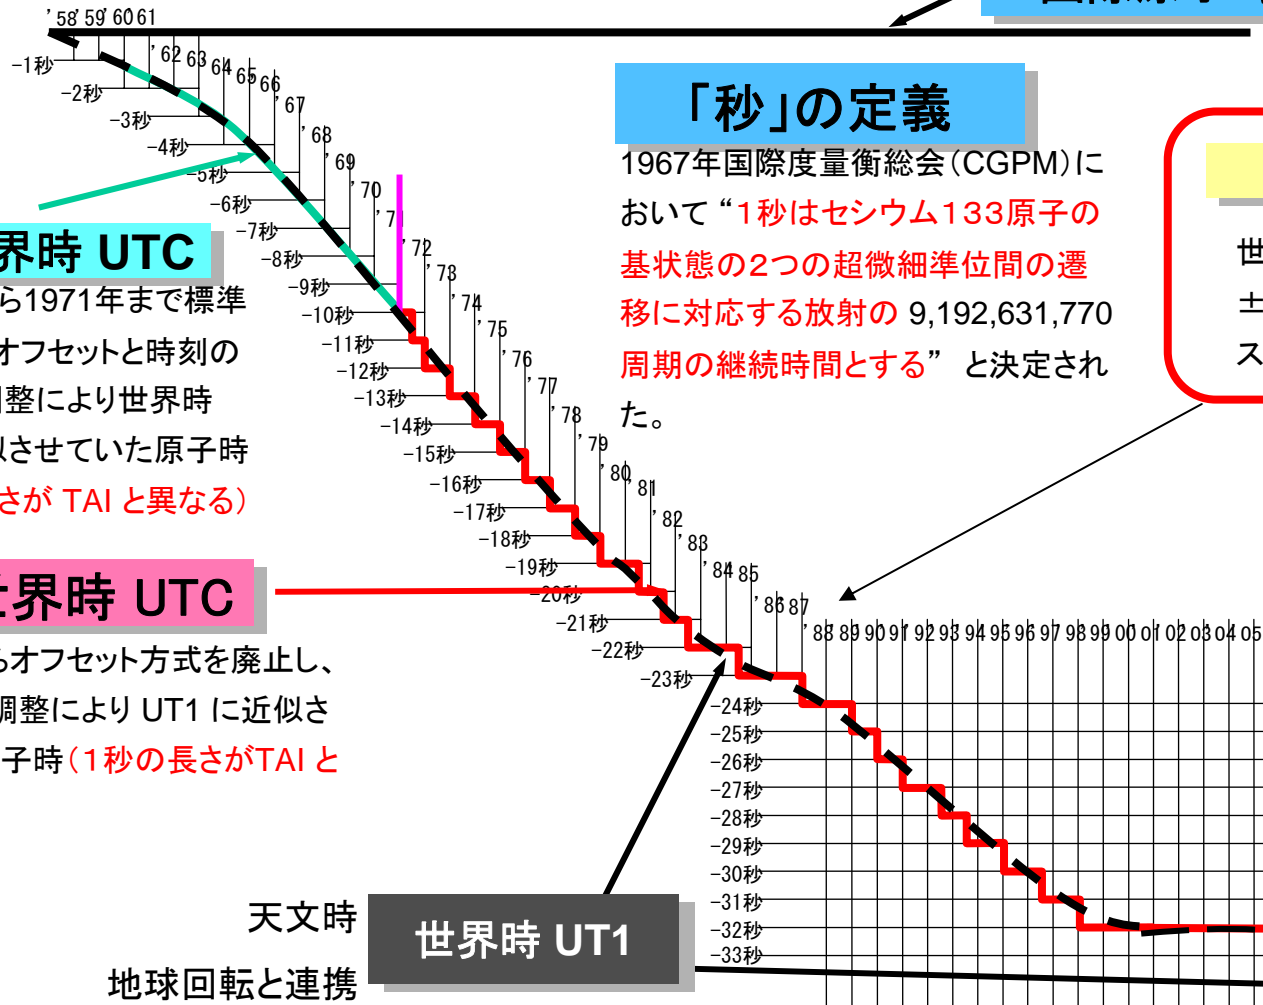 '58 '59 '60 61
'62 63 64 65 66 '67 '68 '69 '70 '72 '73 '74 '75 '76 '77 '78 '79 '80 '81 '82 '83 '84 '85 '86 '87
'88 89 90 91 92 93 94 95 96 97 98 99 00 01 02 03 04 05
-1秒
-2秒
-3秒
-4秒
-5秒
-6秒
-7秒
-8秒
-9秒
-10秒
-11秒
-12秒
-13秒
-14秒
-15秒
-16秒
-17秒
-18秒
-19秒
-20秒
-21秒
-22秒
-23秒
-24秒
-25秒
-26秒
-27秒
-28秒
-29秒
-30秒
-31秒
-32秒
-33秒
「秒」の定義
1967年国際度量衡総会(CGPM)に
おいて “1秒はセシウム133原子の
基状態の2つの超微細準位間の遷
移に対応する放射の 9,192,631,770
周期の継続時間とする” と決定され
た。
世
±
ス
界時 UTC
ら1971年まで標準
オフセットと時刻の
調整により世界時
似させていた原子時
さが TAI と異なる)
世界時 UTC
らオフセット方式を廃止し、
調整により UT1 に近似さ
子時(1秒の長さがTAI と
天文時
地球回転と連携
世界時 UT1